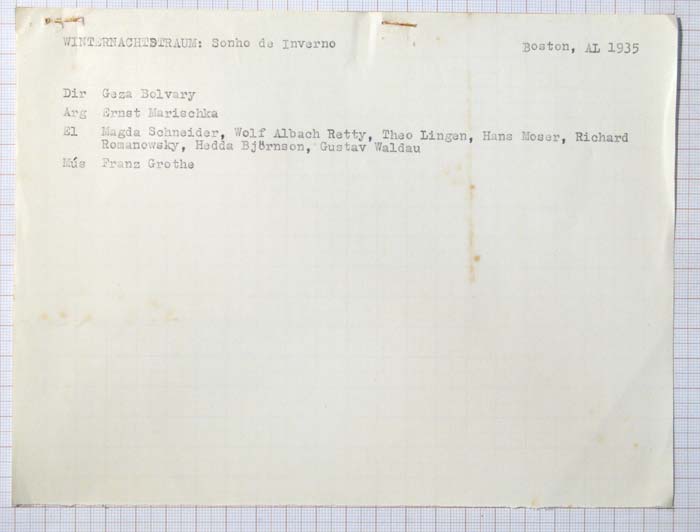 WINTERNACHTSTRAUM: Sonho de Inverno
Boston, AL 1935
Dir Geza Bolvary
Arg Ernst Marischka
El Magda Schneider, Wolf Albach Retty, Theo Lingen, Hans Moser, Richard
Romanowsky, Hedda Björnson, Gustav Waldau
Mús Franz Grothe